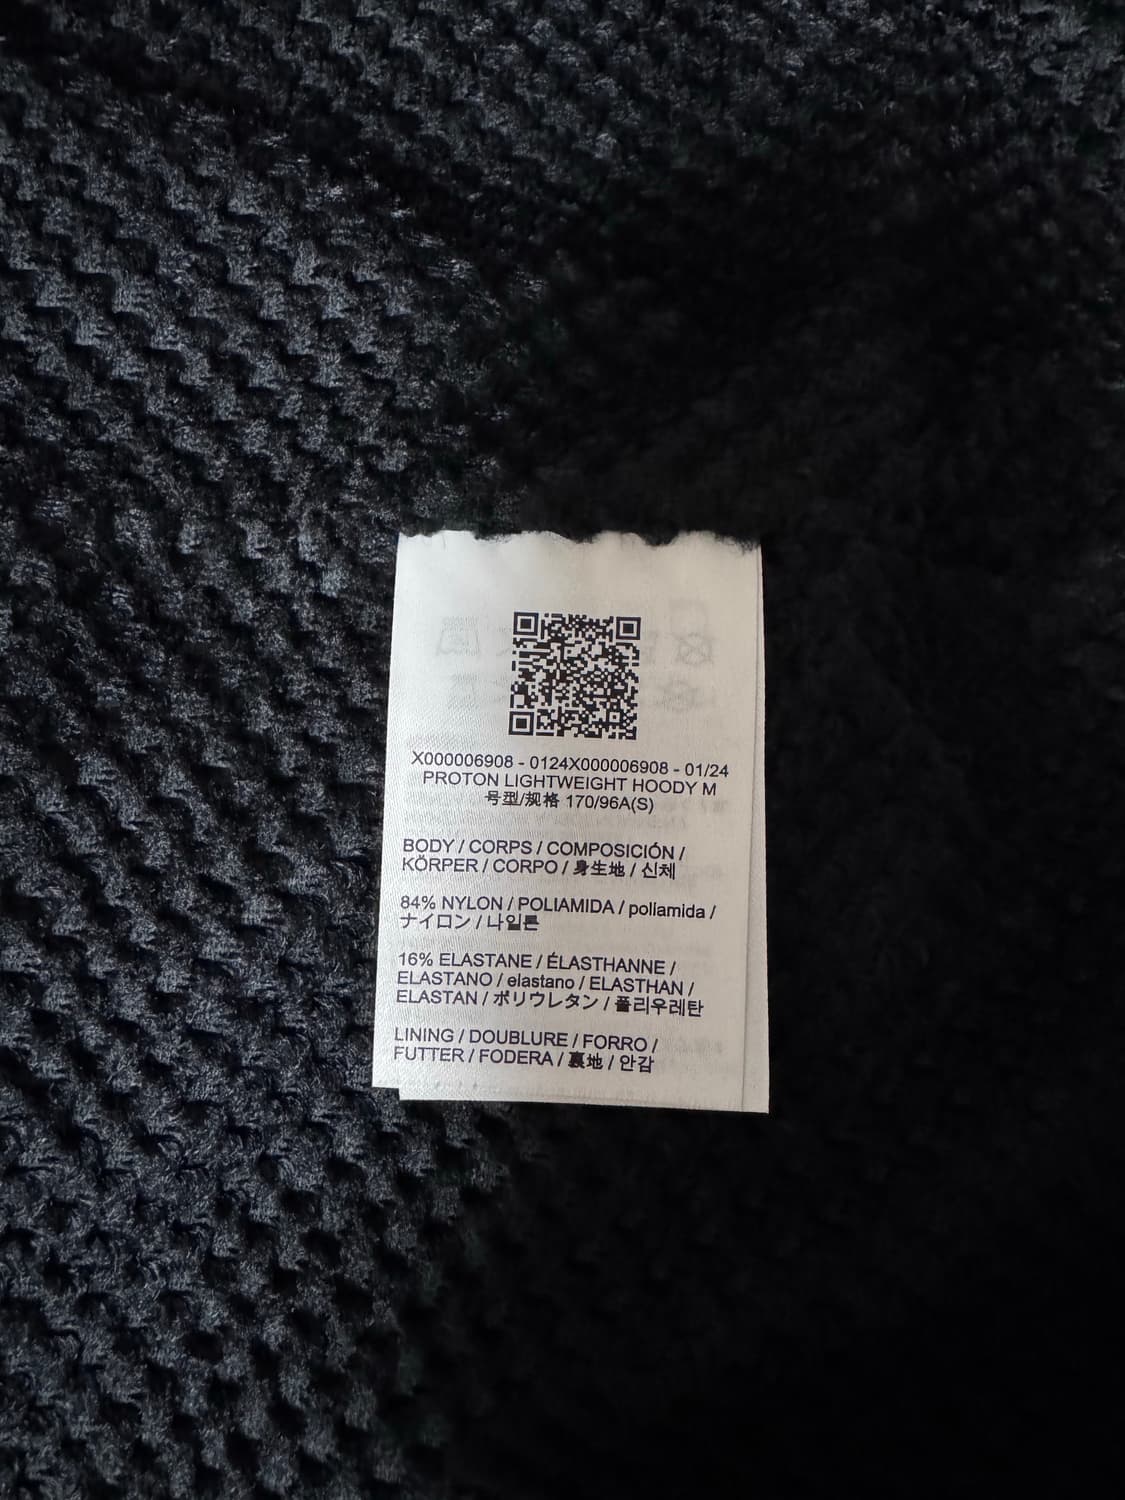 X000006908 - 0124X000006908 - 01/24
PROTON LIGHTWEIGHT HOODY M
号型/规格 170/96A(S)
BODY / CORPS / COMPOSICIÓN /
KÖRPER / CORPO / 身生地 / 신체
84% NYLON / POLIAMIDA / poliamida /
ナイロン / 나일론
16% ELASTANE / ÉLASTHANNE /
ELASTANO / elastano / ELASTHAN /
ELASTAN / ポリウレタン / 폴리우레탄
LINING / DOUBLURE / FORRO /
FUTTER / FODERA / 裏地 / 안감